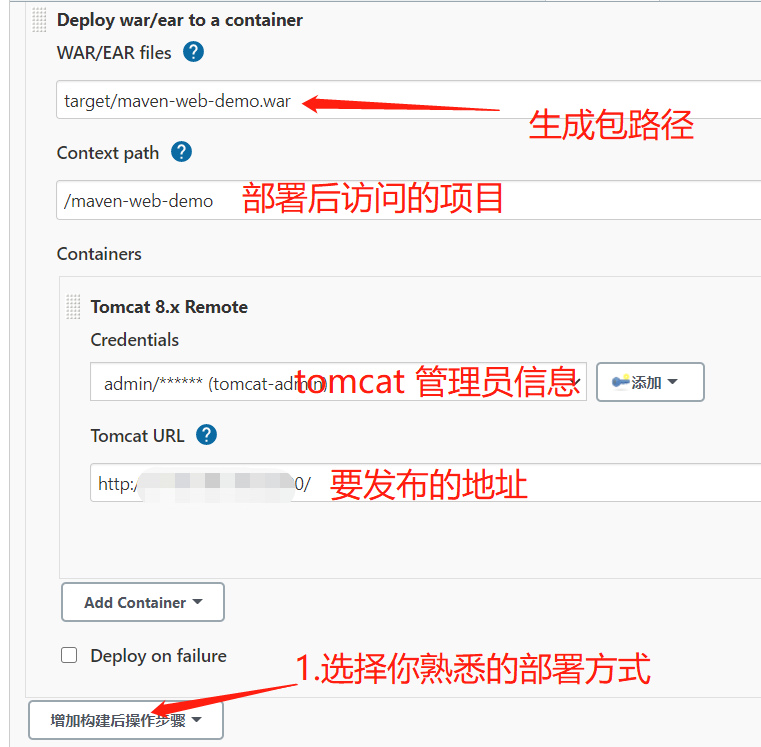 Deploy war/ear to a container
WAR/EAR files ?
target/maven-web-demo.war
生成包路径
Context path ?
/maven-web-demo 部署后访问的项目
Containers
Tomcat 8.x Remote
Credentials
admin/****** (tomcat-admin) tomcat 管理员信息 添加
Tomcat URL ?
http:/ 0/ 要发布的地址
Add Container
Deploy on failure
1.选择你熟悉的部署方式
增加构建后操作步骤